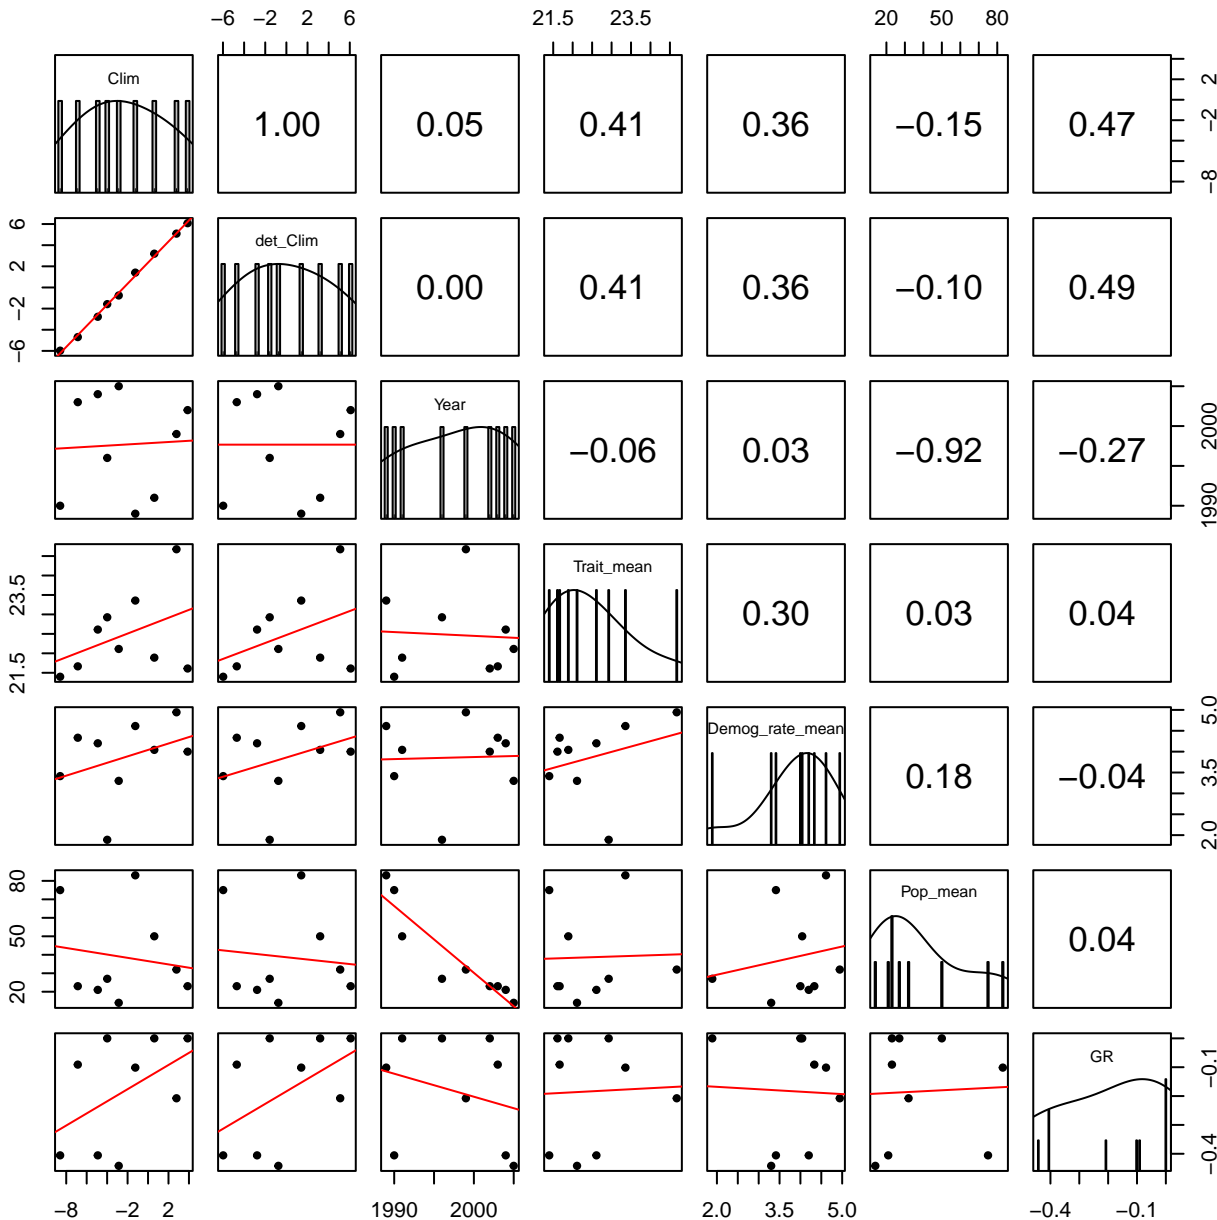 −6 −2 2 6 21.5 23.5 20 50 80
Clim 1.00 0.05 0.41 0.36 −0.15 0.47 −8 −2 2
−6 −2 2 6 det_Clim 0.00 0.41 0.36 −0.10 0.49
Year −0.06 0.03 −0.92 −0.27 1990 2000
21.5 23.5 Trait_mean 0.30 0.03 0.04
Demog_rate_mean 0.18 −0.04 2.0 3.5 5.0
20 50 80 Pop_mean 0.04
GR −0.4 −0.1
−8 −2 2 1990 2000 2.0 3.5 5.0 −0.4 −0.1